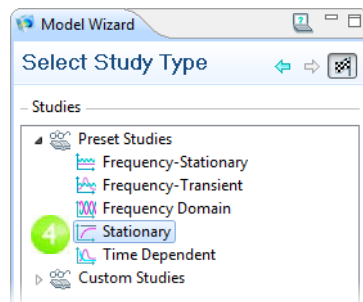 Model Wizard
Select Study Type
Studies
Preset Studies
Frequency-Stationary
Frequency-Transient
Frequency Domain
4 Stationary
Time Dependent
Custom Studies